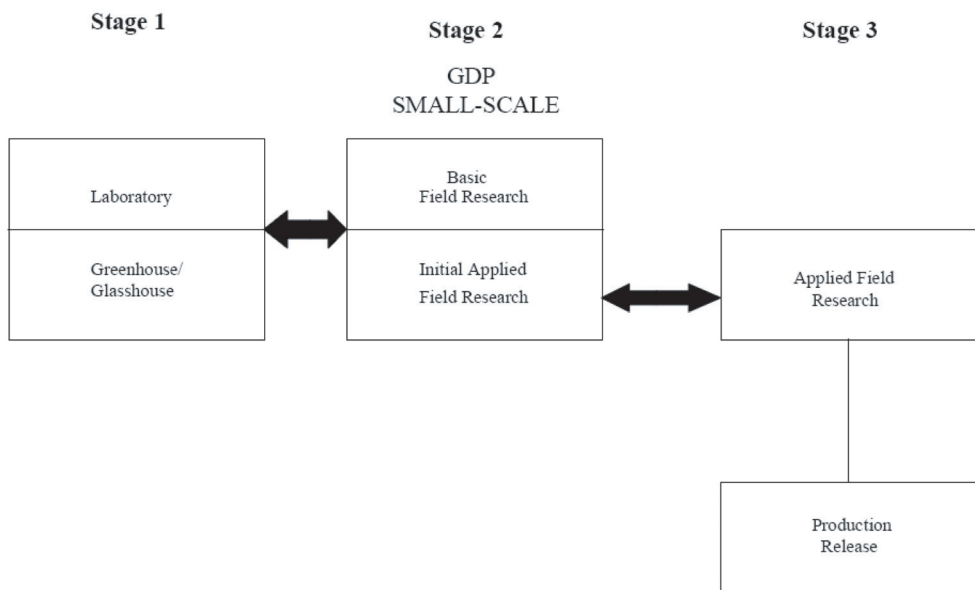 Stage 1
Stage 2
Stage 3
GDP
SMALL-SCALE
Laboratory
Greenhouse/
Glasshouse
Basic
Field Research
Initial Applied
Field Research
Applied Field
Research
Production
Release